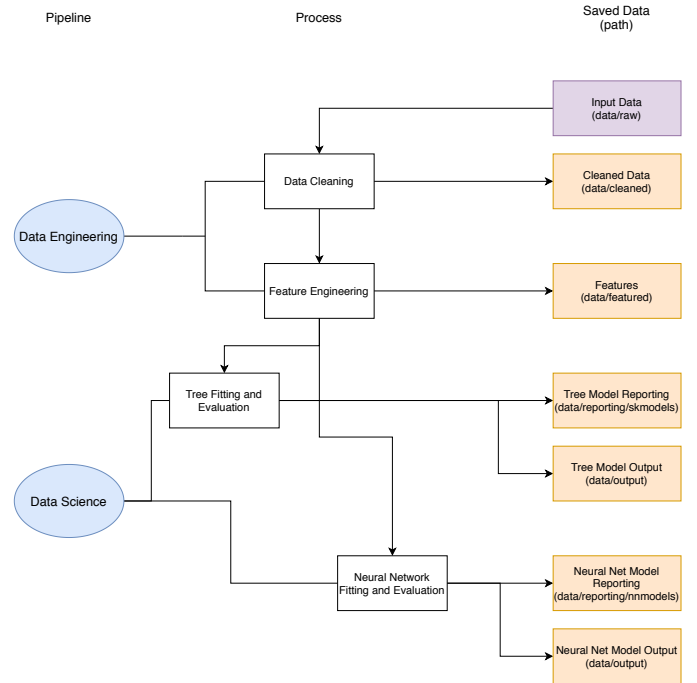 Pipeline
Process
Saved Data
(path)
Input Data
(data/raw)
Data Cleaning
Cleaned Data
(data/cleaned)
Data Engineering
Feature Engineering
Features
(data/featured)
Tree Fitting and
Evaluation
Tree Model Reporting
(data/reporting/skmodels)
Tree Model Output
(data/output)
Data Science
Neural Network
Fitting and Evaluation
Neural Net Model
Reporting
(data/reporting/nnmodels)
Neural Net Model Output
(data/output)